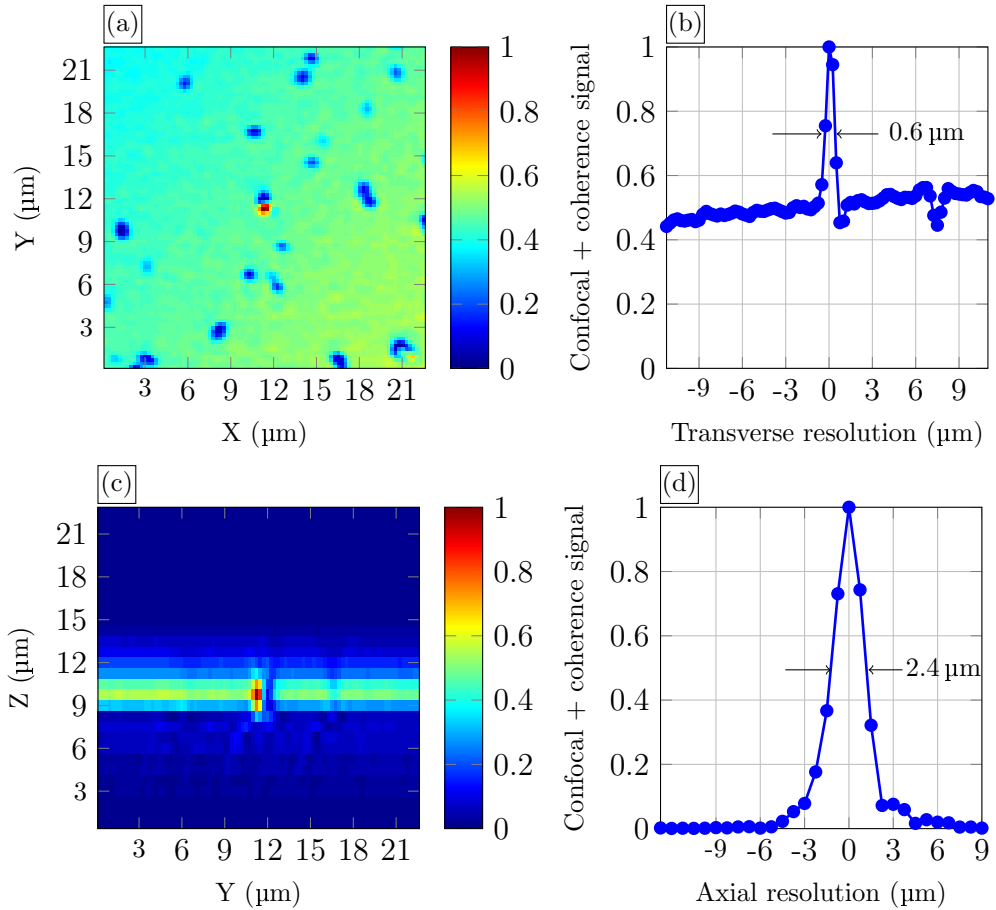 (a)
21
18
15
12
9
6
3
3 6 9 12 15 18 21
Y (µm)
X (µm)
1
0.8
0.6
0.4
0.2
0
(b)
1
0.8
0.6
0.4
0.2
0
-9 -6 -3 0 3 6 9
0.6 µm
Confocal + coherence signal
Transverse resolution (µm)
(c)
21
18
15
12
9
6
3
3 6 9 12 15 18 21
Z (µm)
Y (µm)
1
0.8
0.6
0.4
0.2
0
(d)
1
0.8
0.6
0.4
0.2
0
-9 -6 -3 0 3 6 9
2.4 µm
Confocal + coherence signal
Axial resolution (µm)